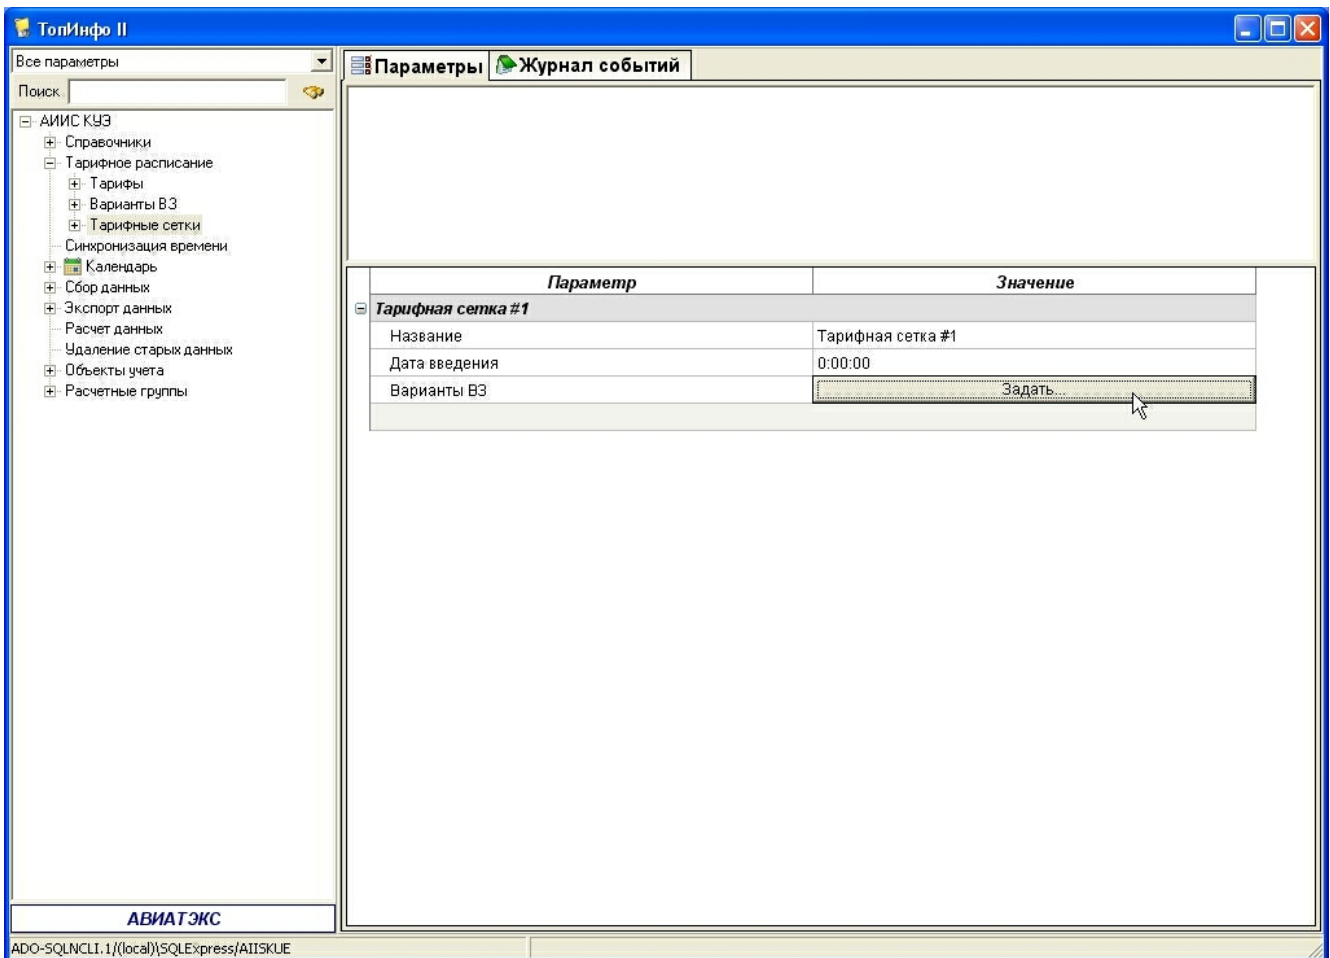 ТопИнфо II
Все параметры
Поиск
АИИС КУЭ
Справочники
Тарифное расписание
Тарифы
Варианты ВЗ
Тарифные сетки
Синхронизация времени
Календарь
Сбор данных
Экспорт данных
Расчет данных
Удаление старых данных
Объекты учета
Расчетные группы
АВИАТЭКС
Параметры Журнал событий
Параметр Значение
Тарифная сетка #1
Название Тарифная сетка #1
Дата введения 0:00:00
Варианты ВЗ Задать...
ADO-SQLNCLI.1/(local)\SQLExpress/AIISKUE